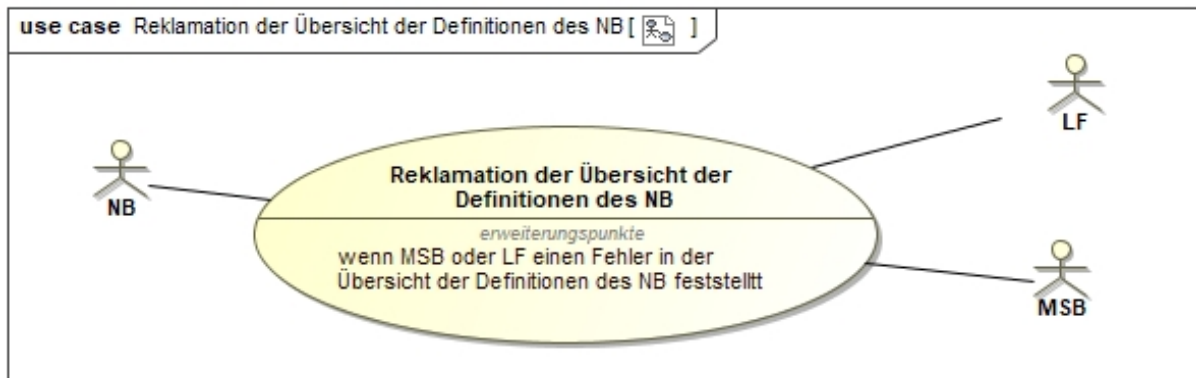 use case Reklamation der Übersicht der Definitionen des NB [ ]
LF
NB
Reklamation der Übersicht der
Definitionen des NB
erweiterungspunkte
wenn MSB oder LF einen Fehler in der
Übersicht der Definitionen des NB feststelltt
MSB